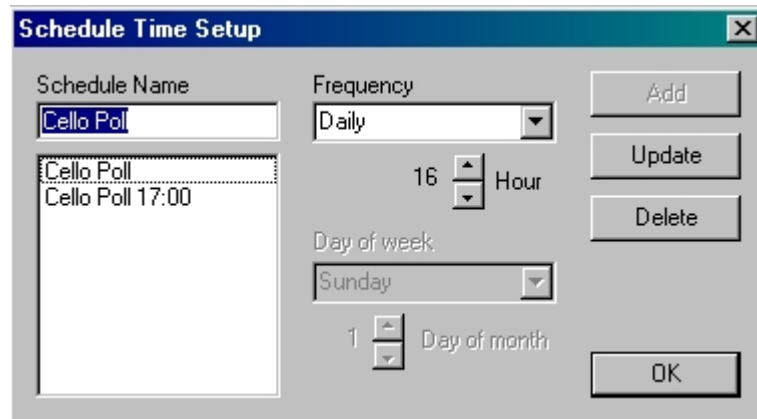 Schedule Time Setup
Schedule Name
Cello Poll
Cello Poll
Cello Poll 17:00
Frequency
Daily
16 Hour
Day of week
Sunday
1 Day of month
Add
Update
Delete
OK